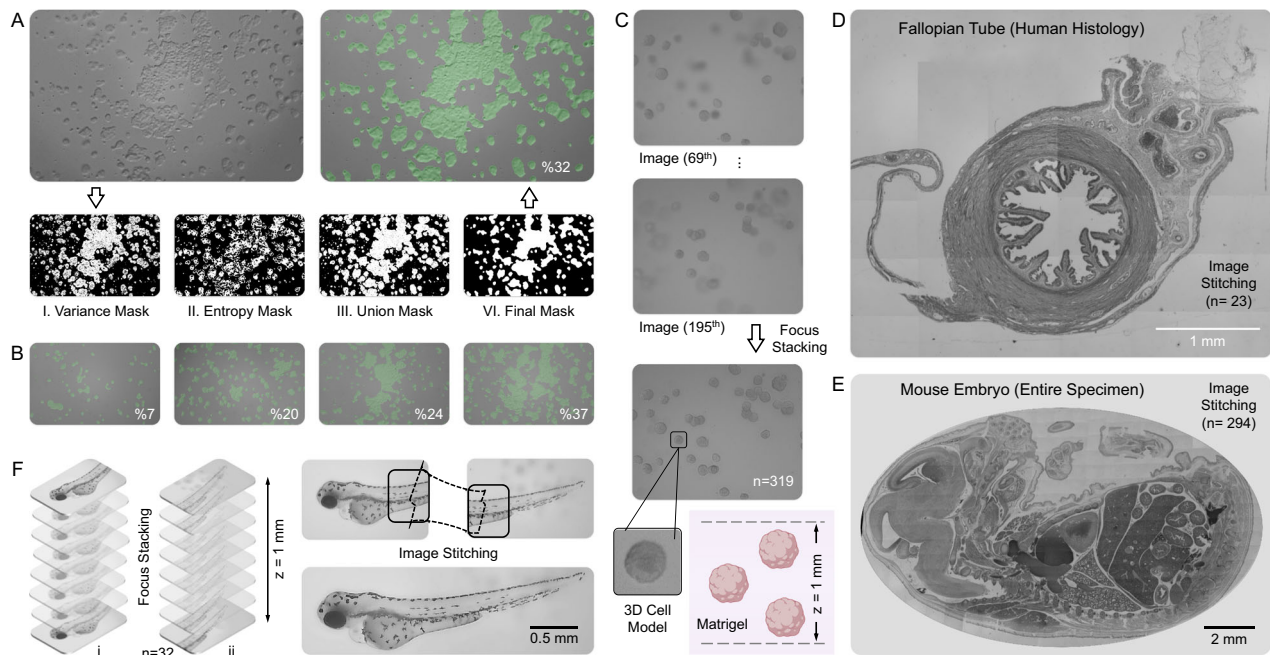 A
%32
I. Variance Mask
II. Entropy Mask
III. Union Mask
VI. Final Mask
B
%7
%20
%24
%37
C
Image (69th)
⋮
Image (195th)
Focus
Stacking
n=319
3D Cell
Model
Matrigel
z = 1 mm
D
Fallopian Tube (Human Histology)
Image
Stitching
(n= 23)
1 mm
E
Mouse Embryo (Entire Specimen)
Image
Stitching
(n= 294)
2 mm
F
Focus Stacking
z = 1 mm
i
n=32
ii
Image Stitching
0.5 mm